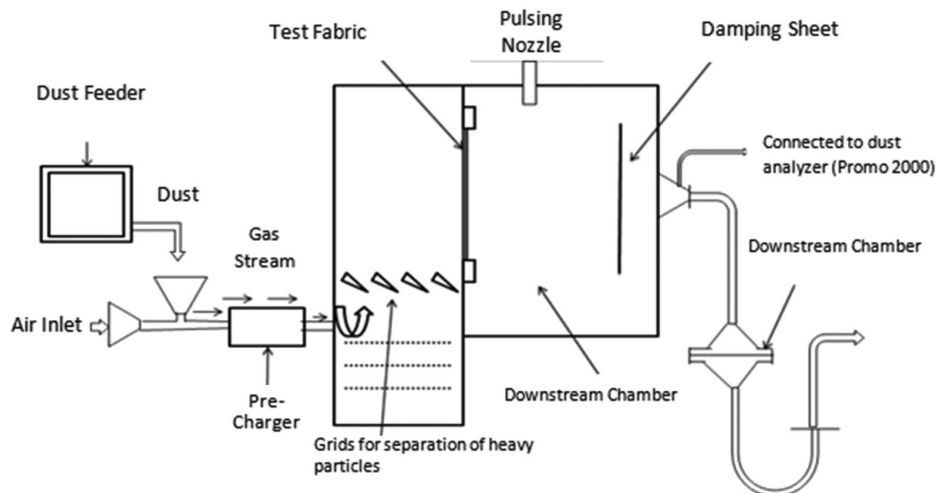 Dust Feeder
Dust
Air Inlet
Gas
Stream
Pre-
Charger
Test Fabric
Pulsing
Nozzle
Damping Sheet
Connected to dust
analyzer (Promo 2000)
Downstream Chamber
Downstream Chamber
Grids for separation of heavy
particles